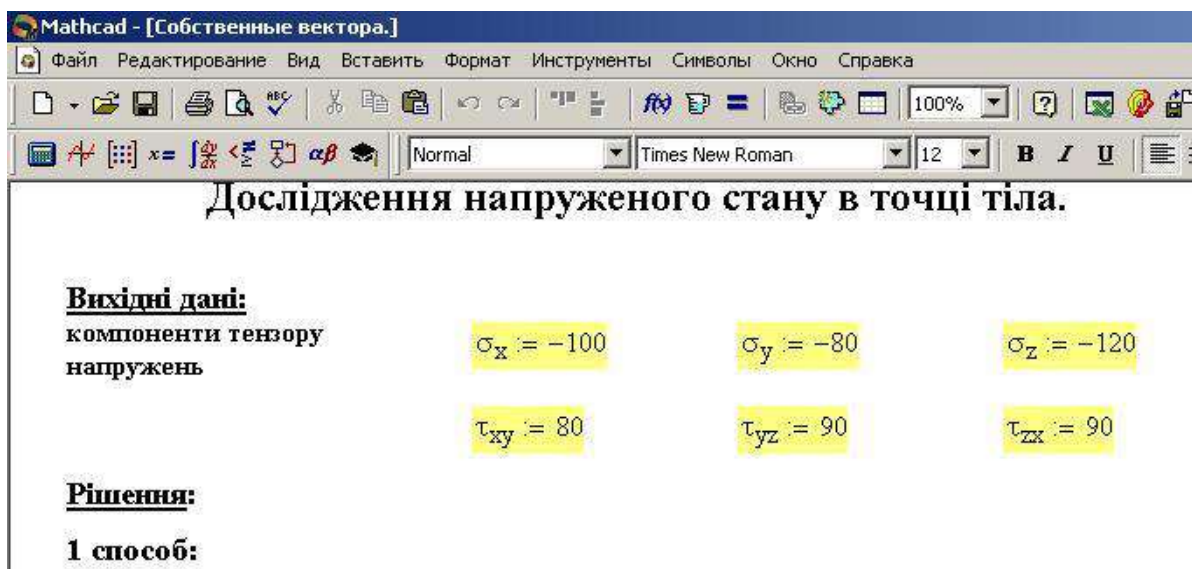 Mathcad - [Собственные вектора.]
Файл Редактирование Вид Вставить Формат Инструменты Символы Окно Справка
100%
Normal Times New Roman 12 B I U
Дослідження напруженого стану в точці тіла.
Вихідні дані:
компоненти тензору
напружень
σx := −100 σy := −80 σz := −120
τxy := 80 τyz := 90 τzx := 90
Рішення:
1 способ: